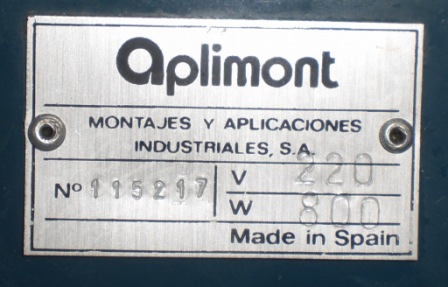 aplimont
MONTAJES Y APLICACIONES
INDUSTRIALES, S.A.
Nº 115217
V 220
W 800
Made in Spain